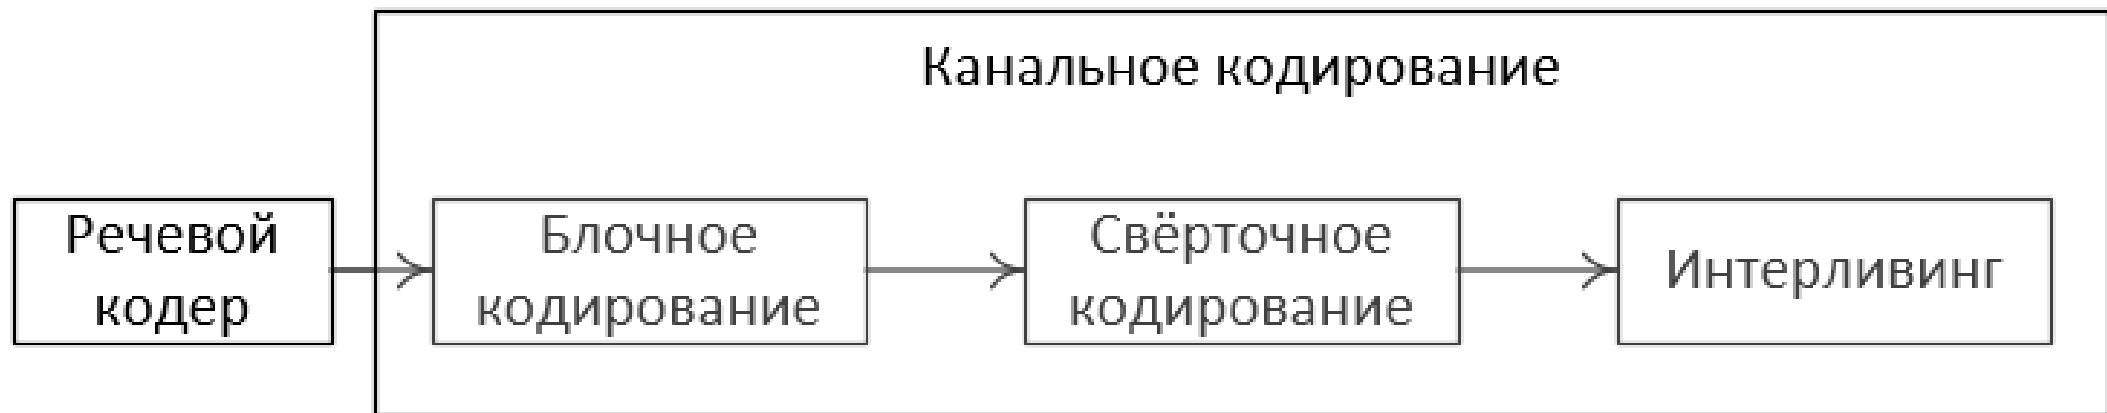 Канальное кодирование
Речевой
кодер
Блочное
кодирование
Свёрточное
кодирование
Интерливинг